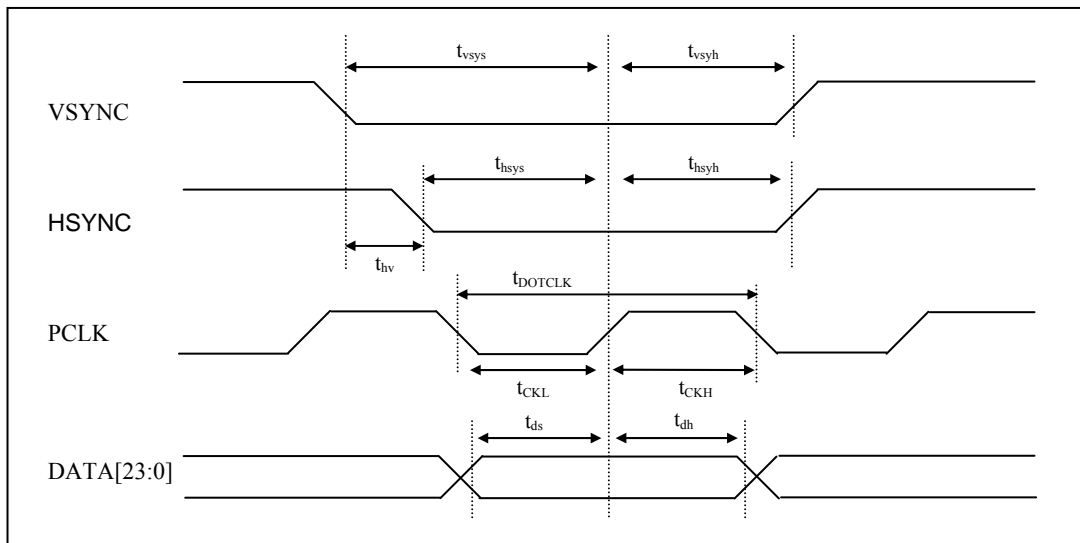 t_vsys t_vsyh
VSYNC
t_hsys t_hsyh
HSYNC
t_hv
t_DOTCLK
PCLK
t_CKL t_CKH
t_ds t_dh
DATA[23:0]